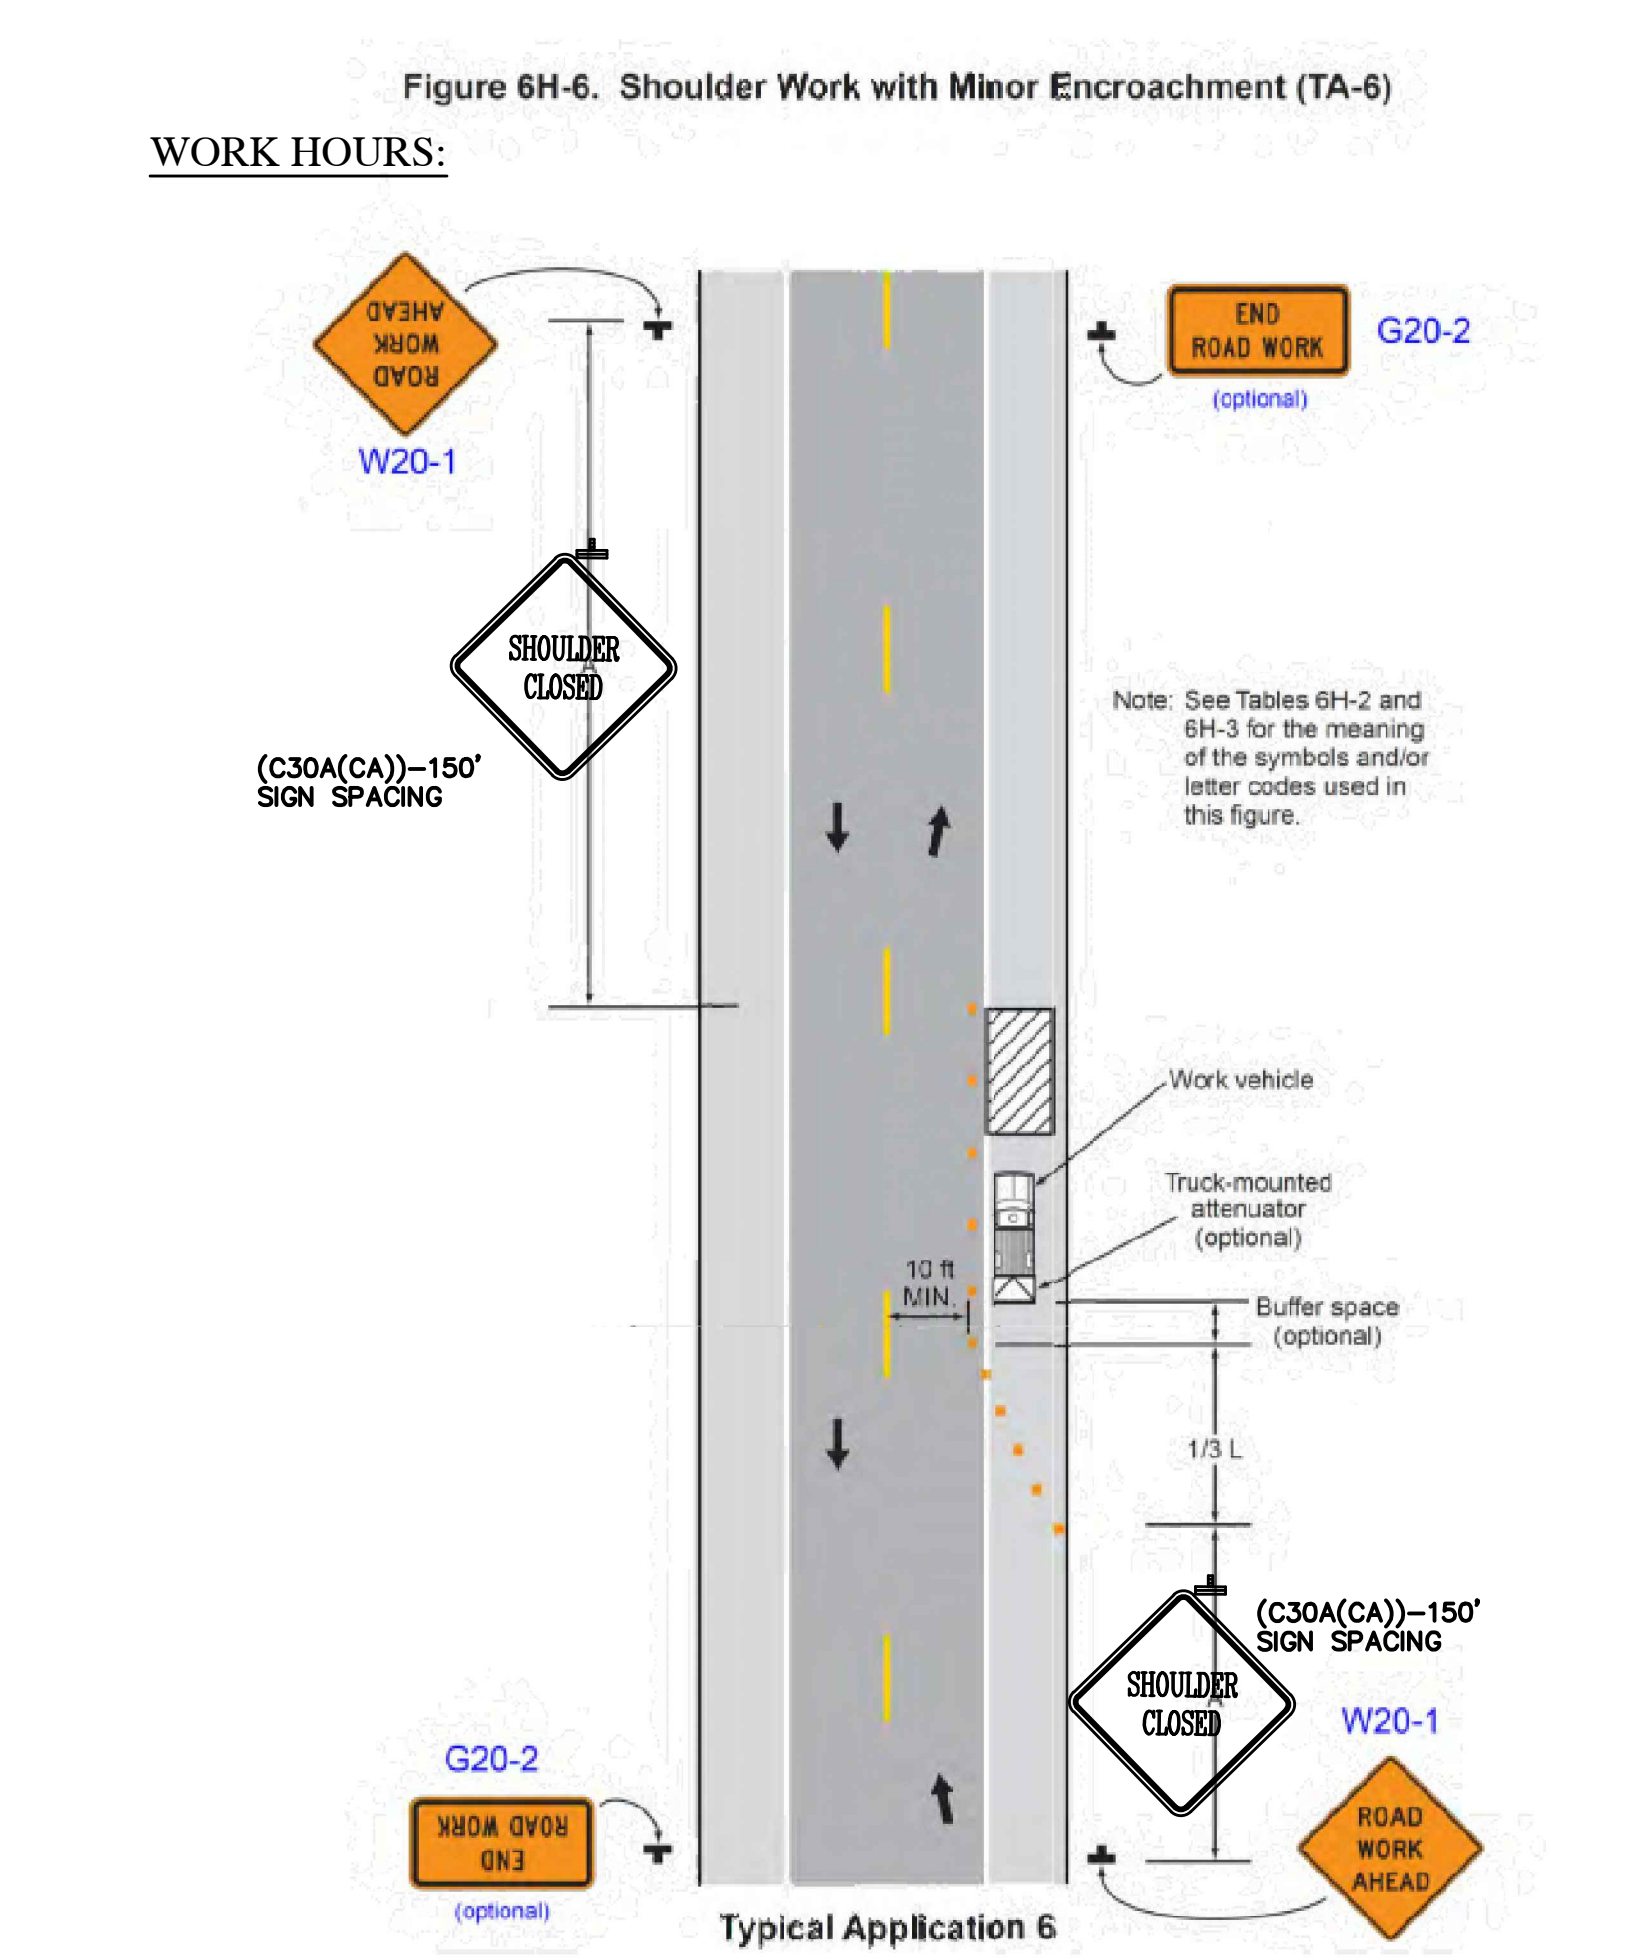 Figure 6H-6. Shoulder Work with Minor Encroachment (TA-6)
WORK HOURS:
ROAD
WORK
AHEAD
W20-1
END
ROAD WORK
G20-2
(optional)
SHOULDER
CLOSED
A
(C30A(CA))-150'
SIGN SPACING
Note: See Tables 6H-2 and
6H-3 for the meaning
of the symbols and/or
letter codes used in
this figure.
Work vehicle
Truck-mounted
attenuator
(optional)
10 ft
MIN.
Buffer space
(optional)
1/3 L
(C30A(CA))-150'
SIGN SPACING
SHOULDER
CLOSED
A
W20-1
ROAD
WORK
AHEAD
G20-2
END
ROAD WORK
(optional)
Typical Application 6